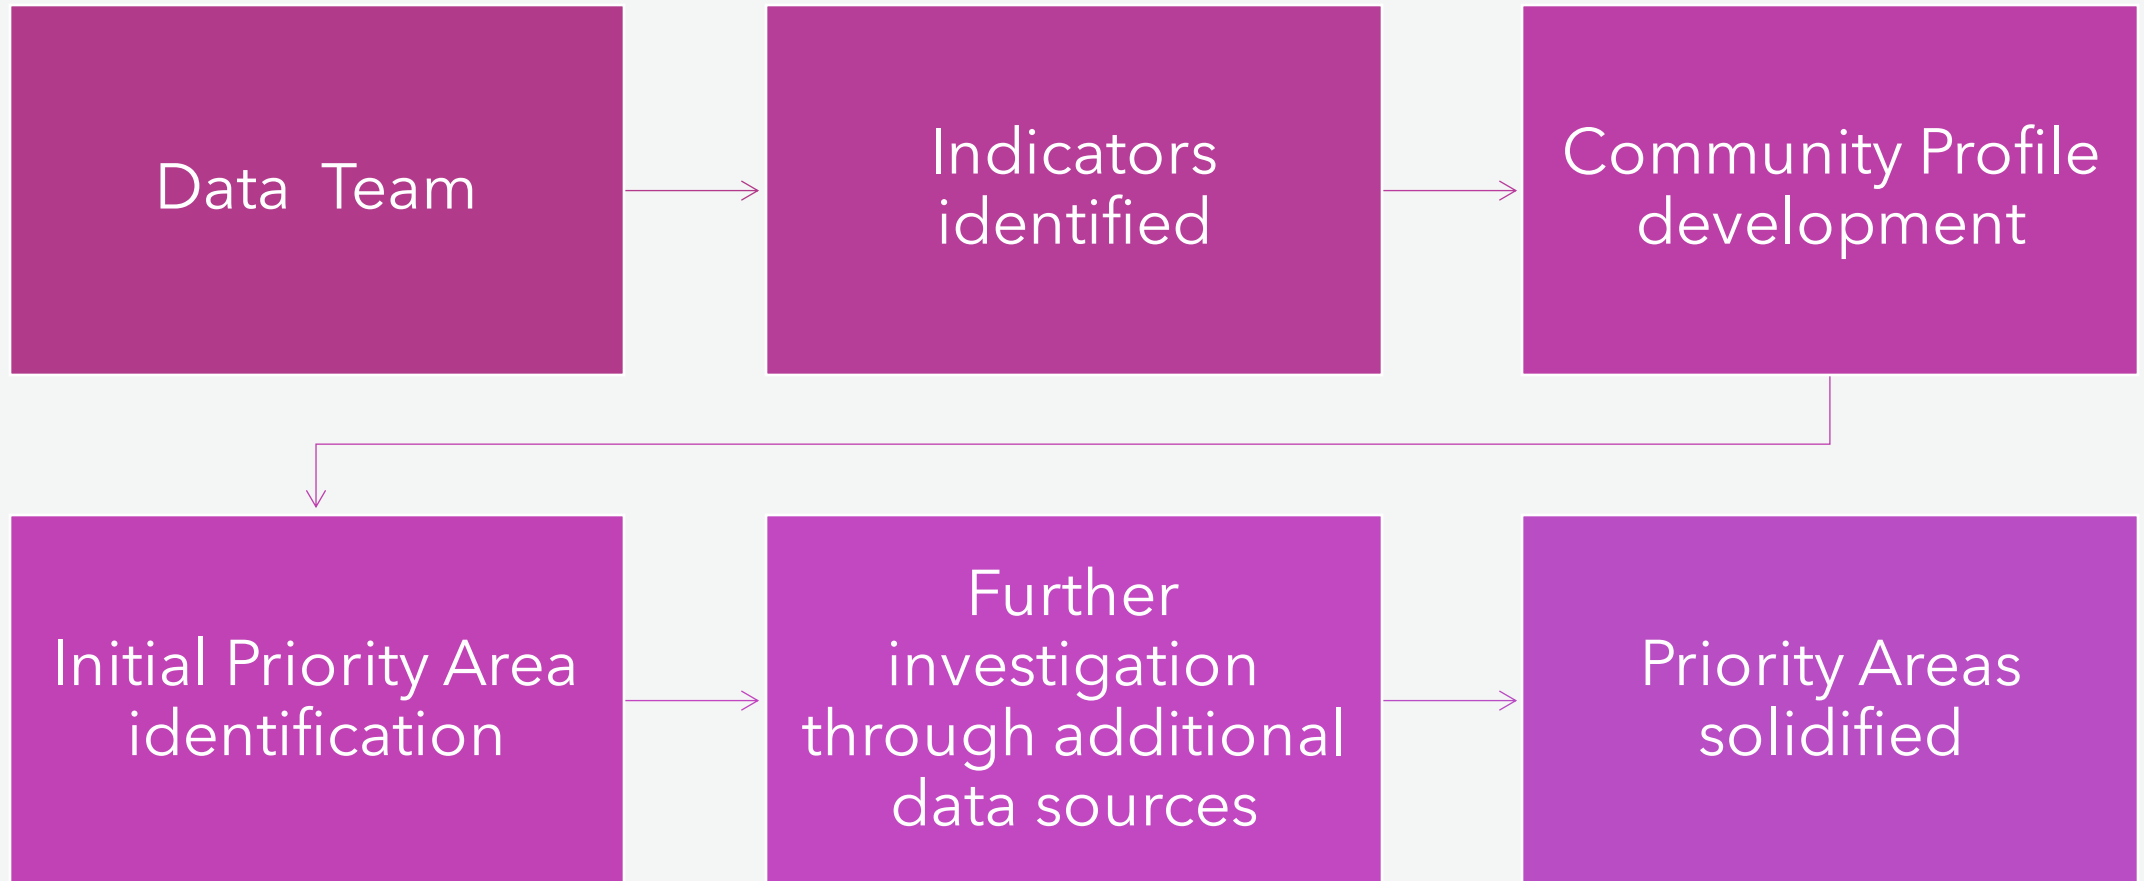 Data  Team
Indicators
identified
Community Profile
development
Initial Priority Area
identification
Further
investigation
through additional
data sources
Priority Areas
solidified